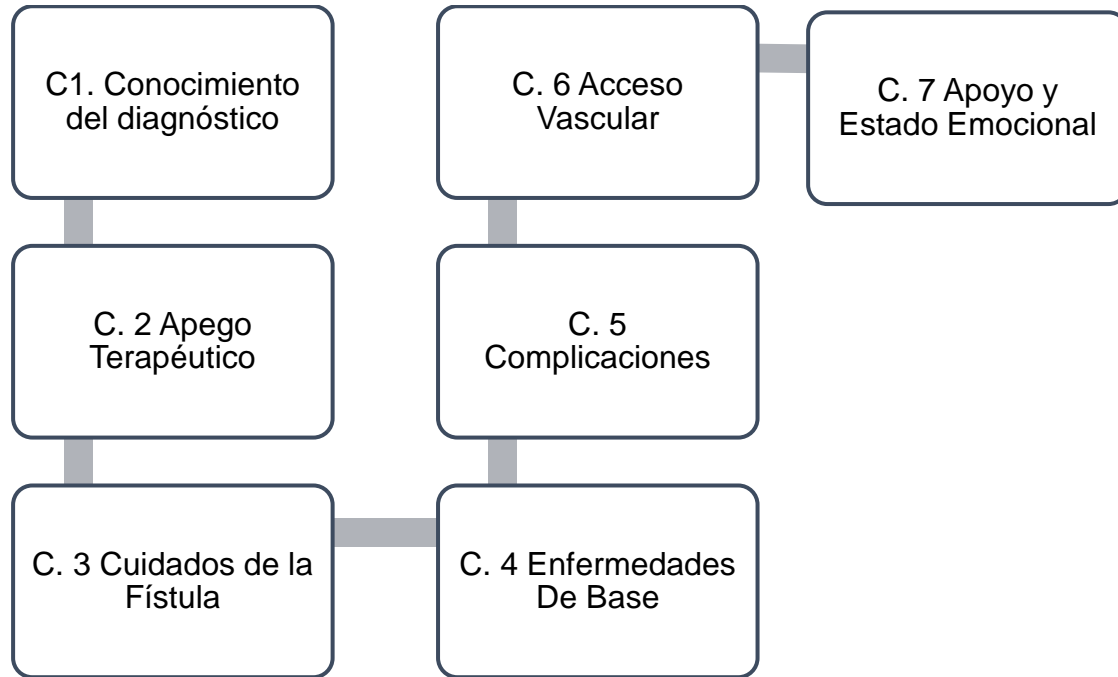 C1. Conocimiento
del diagnóstico
C. 2 Apego
Terapéutico
C. 3 Cuidados de la
Fístula
C. 4 Enfermedades
De Base
C. 5
Complicaciones
C. 6 Acceso
Vascular
C. 7 Apoyo y
Estado Emocional